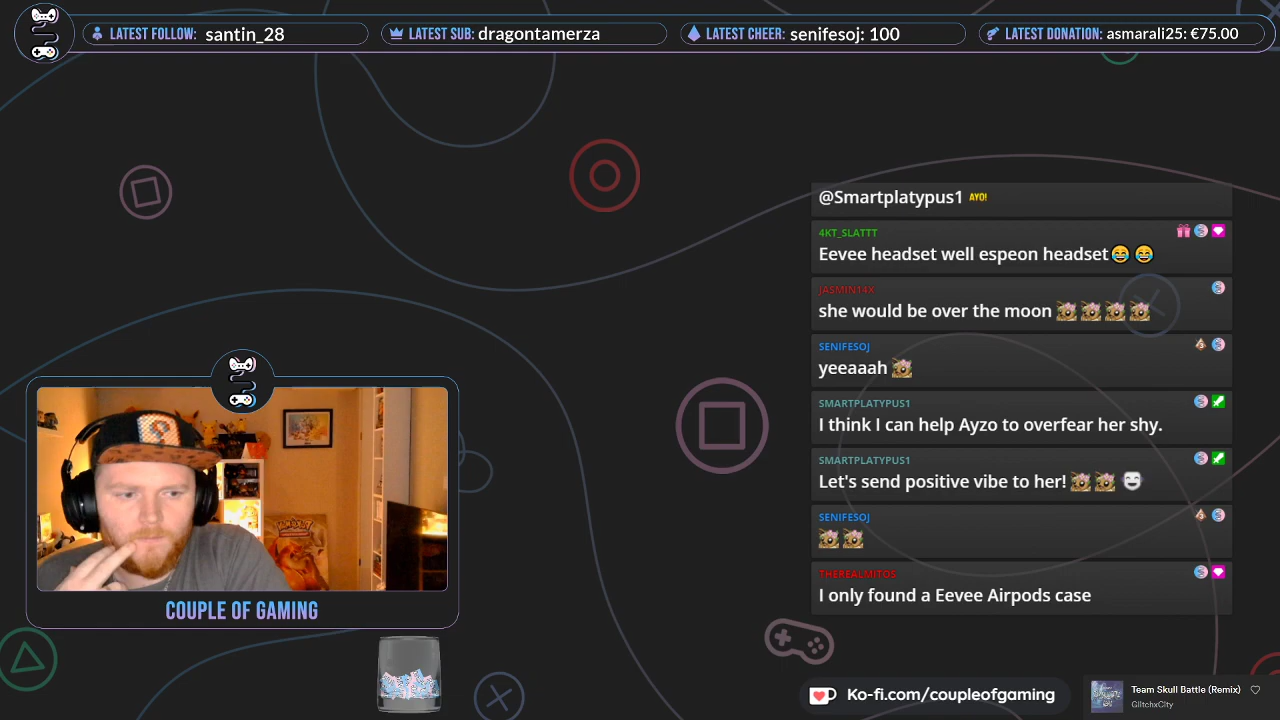 LATEST FOLLOW: santin_28
LATEST SUB: dragontamerza
LATEST CHEER: senifesoj: 100
LATEST DONATION: asmarali25: €75.00
@Smartplatypus1 AYO!
4KT_SLATTT
Eevee headset well espeon headset😂 😂
JASMIN14X
she would be over the moon
SENIFESOJ
yeeaaah
SMARTPLATYPUS1
I think I can help Ayzo to overfear her shy.
SMARTPLATYPUS1
Let's send positive vibe to her!
SENIFESOJ
THEREALMITOS
I only found a Eevee Airpods case
COUPLE OF GAMING
Ko-fi.com/coupleofgaming
Team Skull Battle (Remix)
GlitchxCity